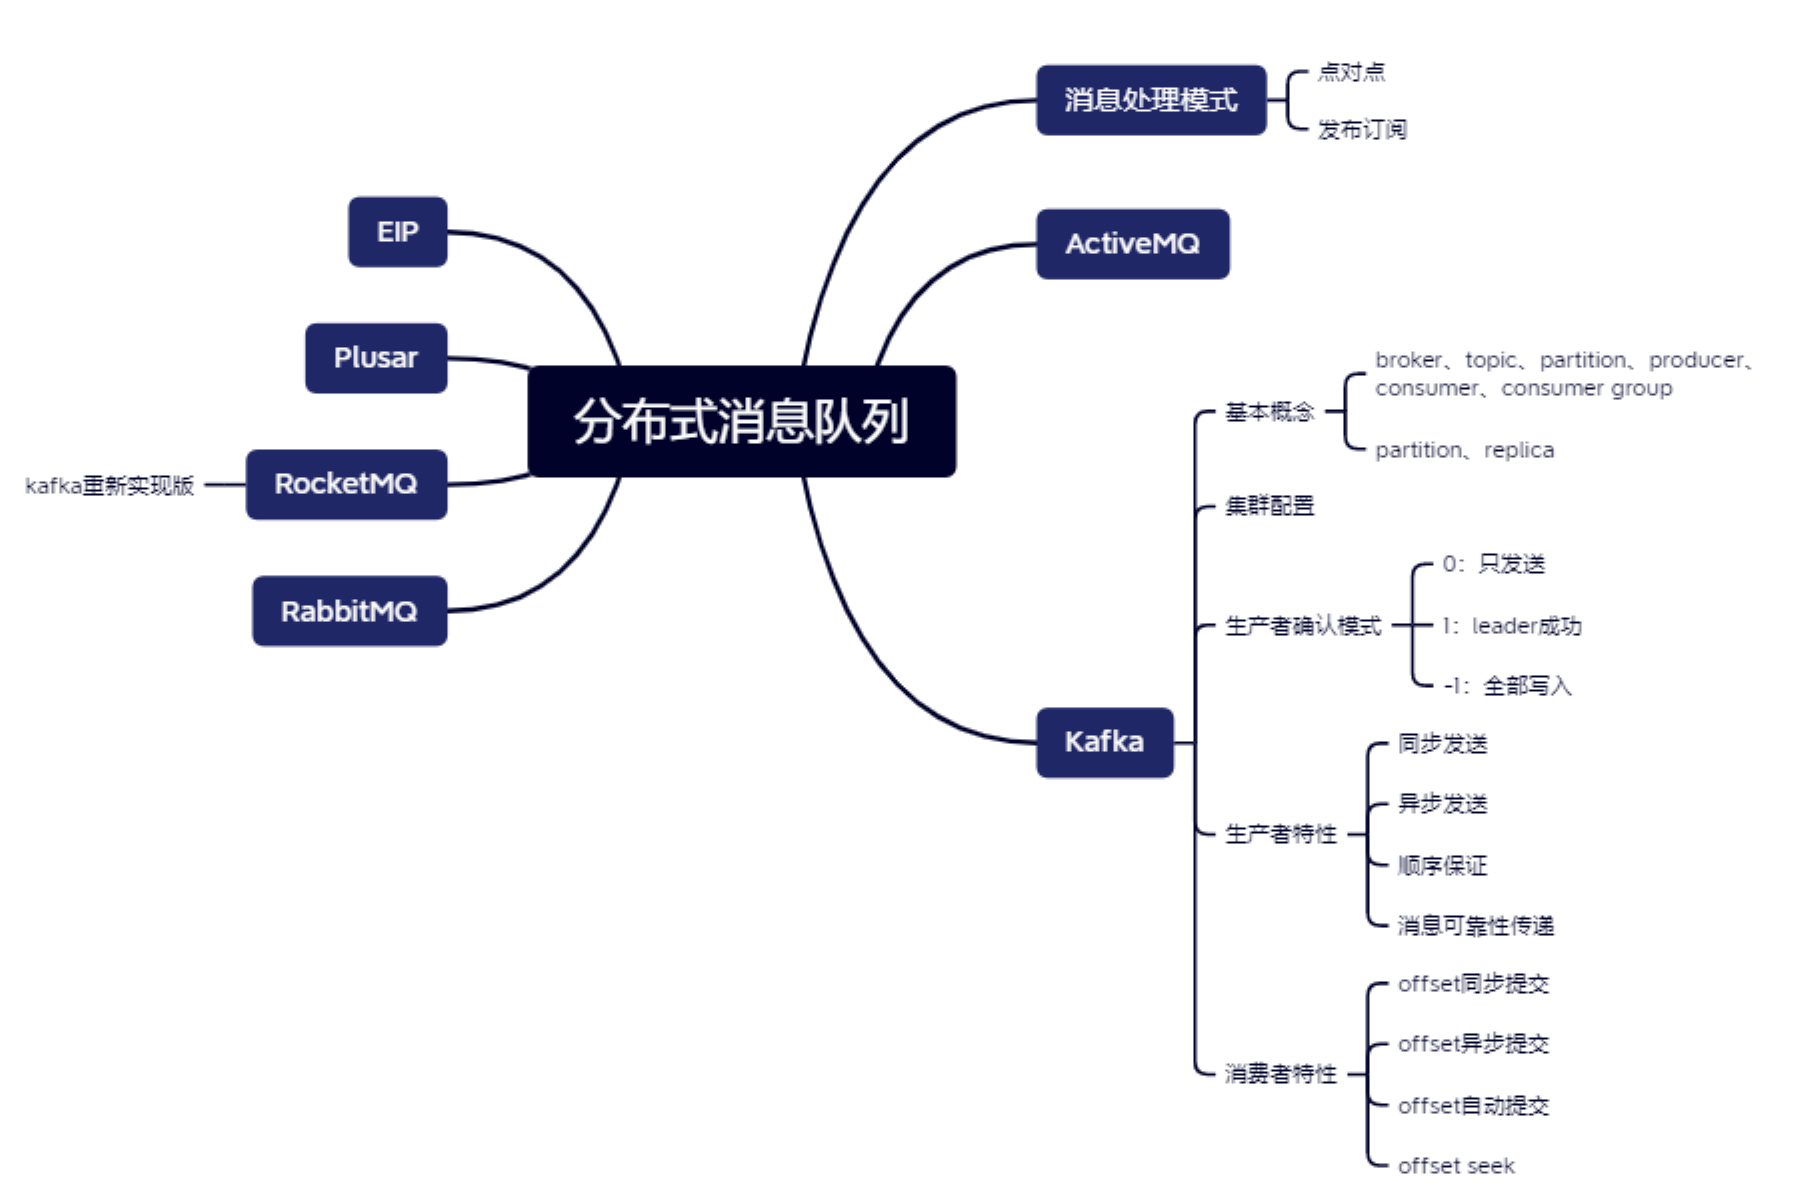 分布式消息队列
消息处理模式
点对点
发布订阅
ActiveMQ
Kafka
基本概念
broker、topic、partition、producer、
consumer、consumer group
partition、replica
集群配置
生产者确认模式
0：只发送
1：leader成功
-1：全部写入
生产者特性
同步发送
异步发送
顺序保证
消息可靠性传递
消费者特性
offset同步提交
offset异步提交
offset自动提交
offset seek
EIP
Plusar
RocketMQ
kafka重新实现版
RabbitMQ